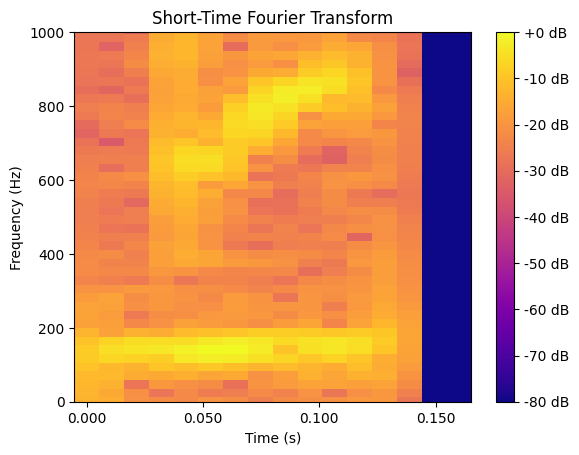 Short-Time Fourier Transform
Frequency (Hz)
1000
800
600
400
200
0
0.000
0.050
0.100
0.150
Time (s)
+0 dB
-10 dB
-20 dB
-30 dB
-40 dB
-50 dB
-60 dB
-70 dB
-80 dB